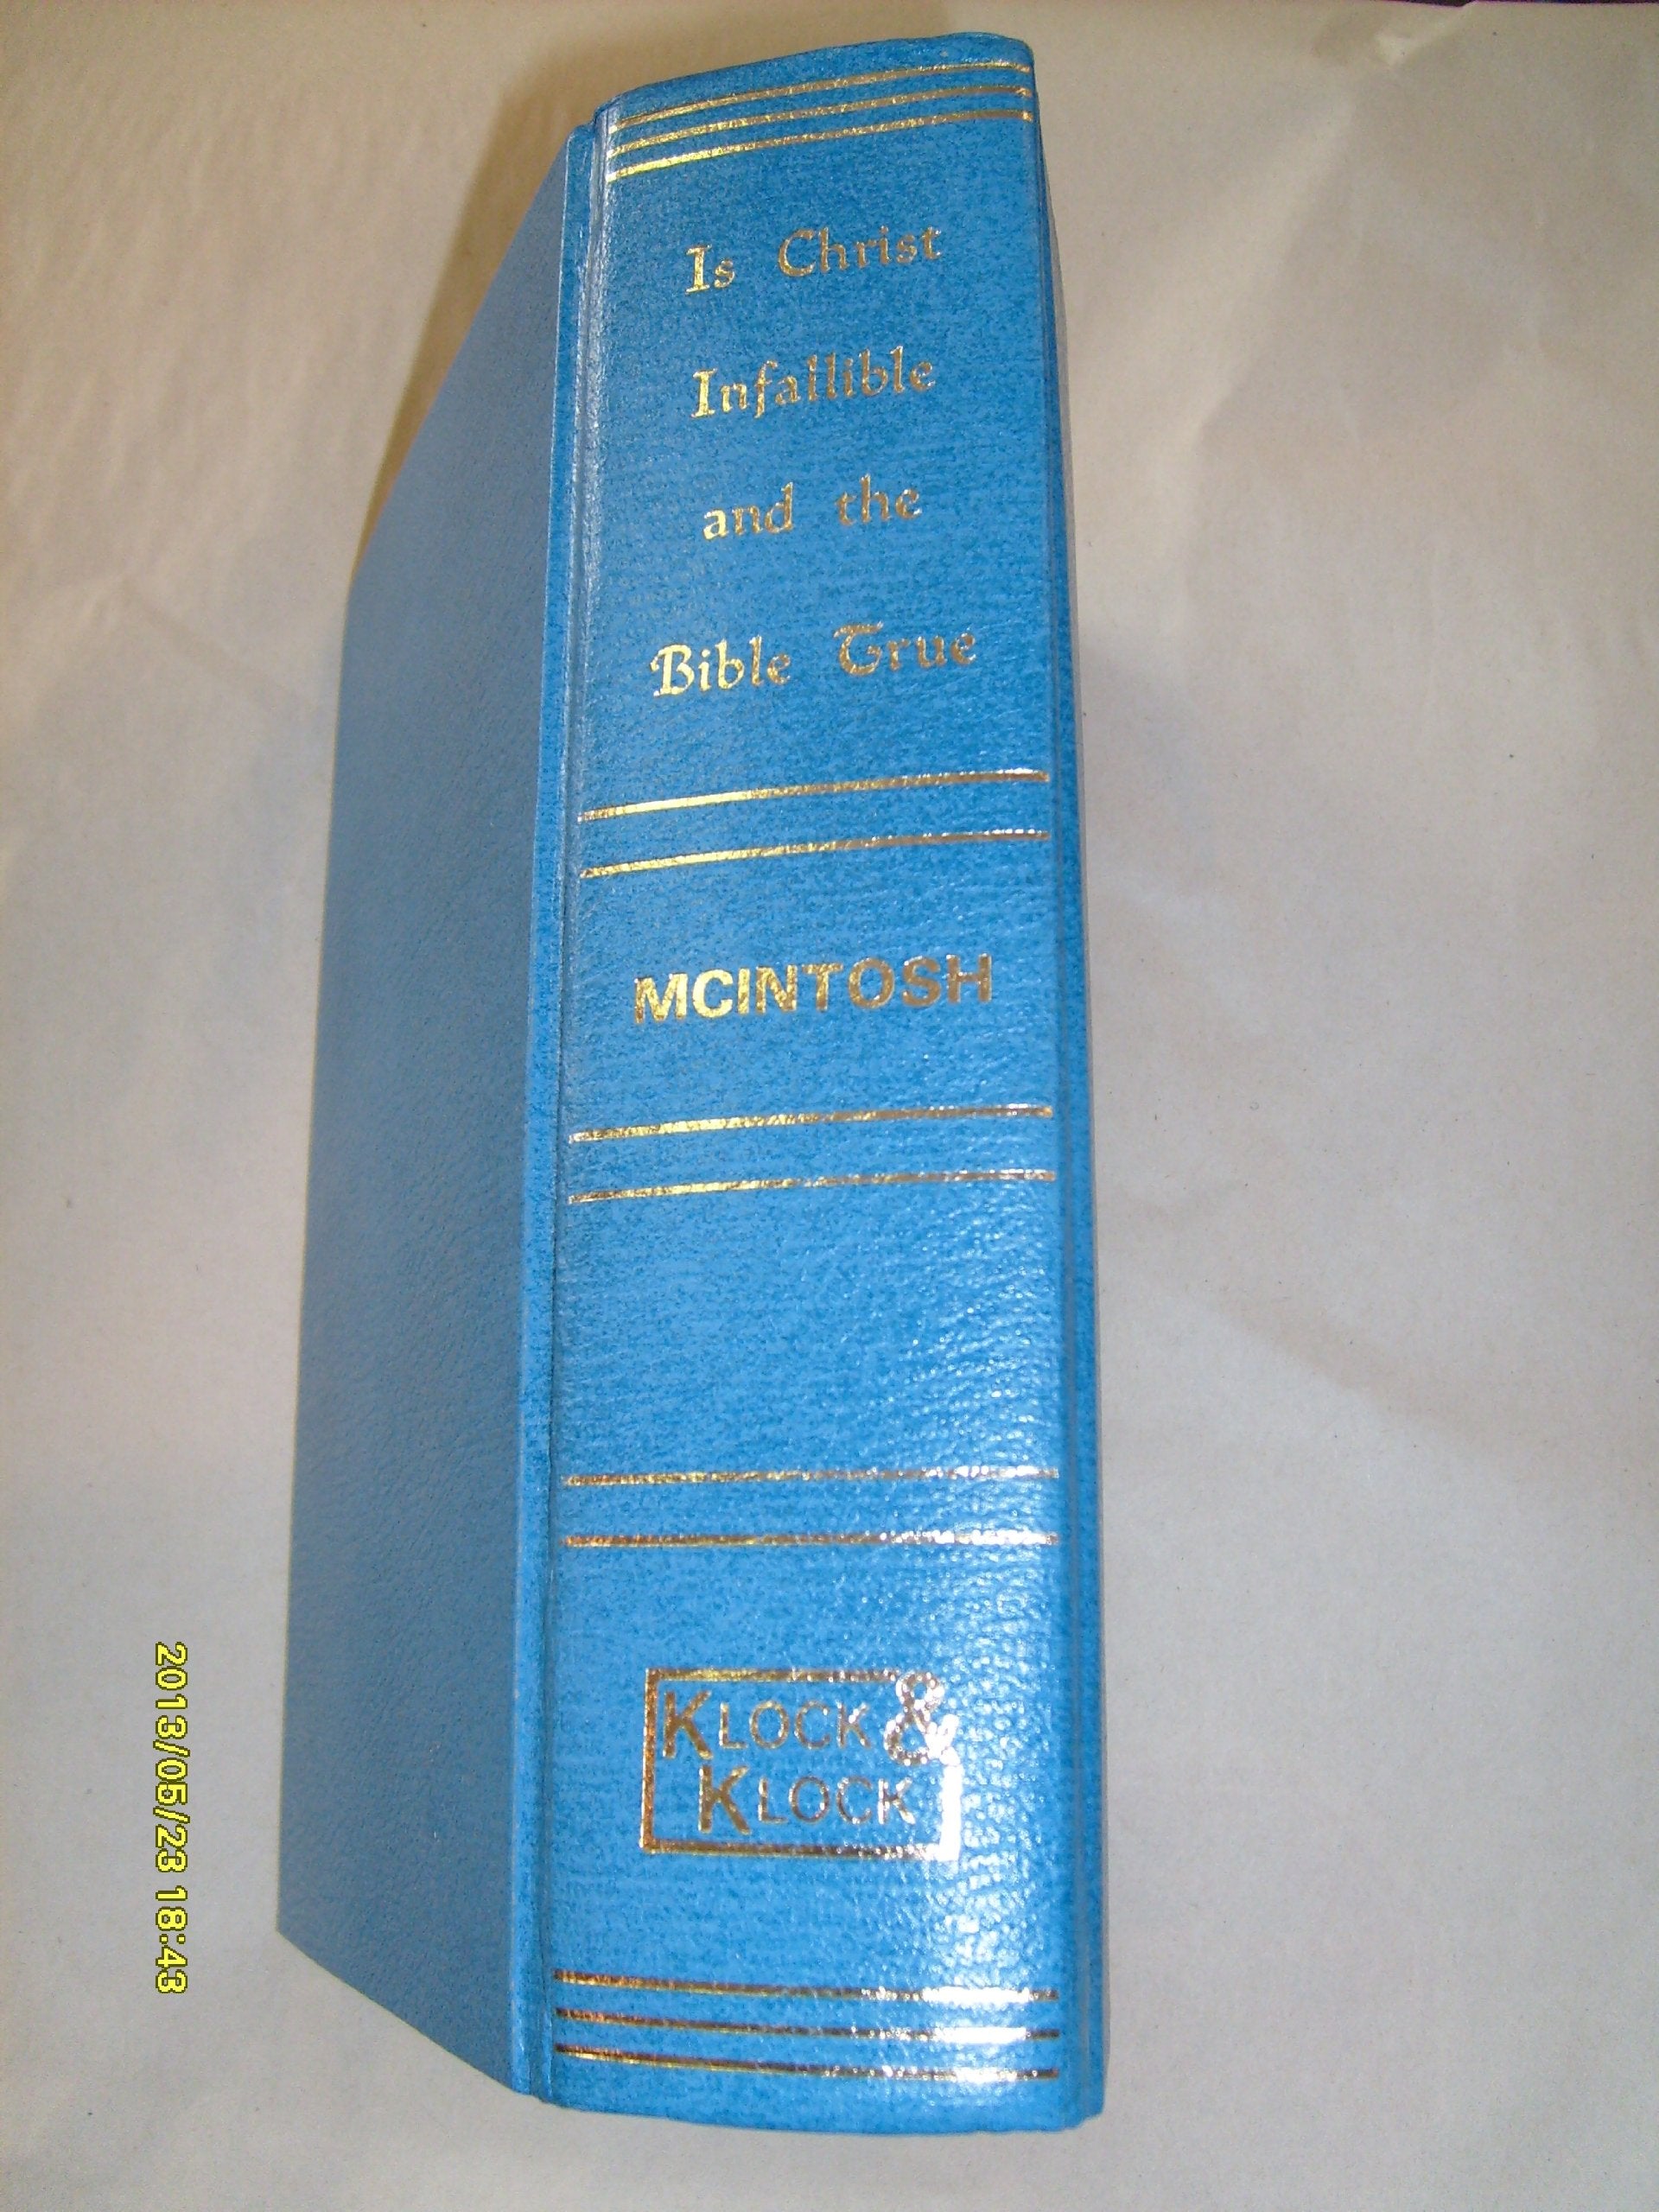 Is Christ
Infallible
and the
Bible True
MCINTOSH
KLOCK &
KLOCK
2013/05/23 18:43